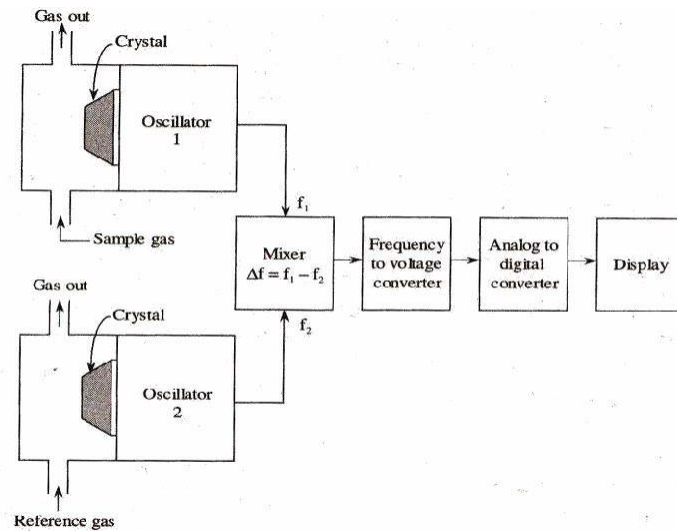 Gas out
Crystal
Oscillator
1
f₁
Sample gas
Mixer
Δf = f₁ – f₂
Frequency
to voltage
converter
Analog to
digital
converter
Display
Gas out
Crystal
f₂
Oscillator
2
Reference gas